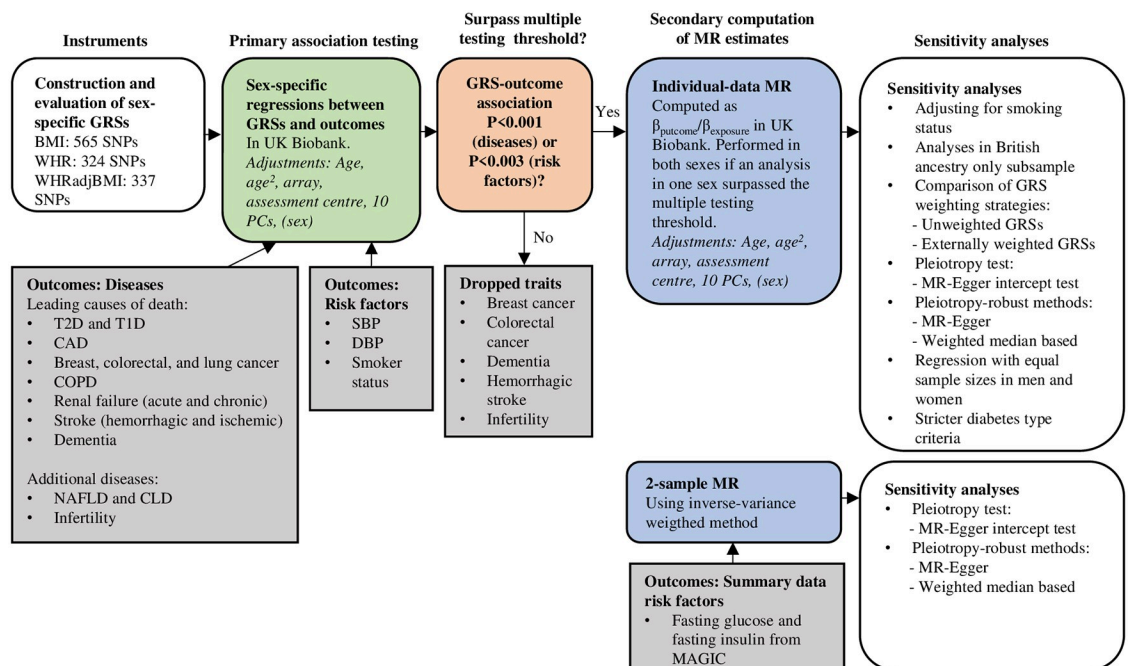 Instruments
Construction and
evaluation of sex-
specific GRSs
BMI: 565 SNPs
WHR: 324 SNPs
WHRadjBMI: 337
SNPs
Primary association testing
Sex-specific
regressions between
GRSs and outcomes
In UK Biobank.
Adjustments: Age,
age², array,
assessment centre, 10
PCs, (sex)
Surpass multiple
testing threshold?
GRS-outcome
association
P<0.001
(diseases) or
P<0.003 (risk
factors)?
Yes
No
Secondary computation
of MR estimates
Individual-data MR
Computed as
βputcome/βexposure in UK
Biobank. Performed in
both sexes if an analysis
in one sex surpassed the
multiple testing
threshold.
Adjustments: Age, age²,
array, assessment
centre, 10 PCs, (sex)
Sensitivity analyses
Sensitivity analyses
• Adjusting for smoking
status
• Analyses in British
ancestry only subsample
• Comparison of GRS
weighting strategies:
- Unweighted GRSs
- Externally weighted GRSs
• Pleiotropy test:
- MR-Egger intercept test
• Pleiotropy-robust methods:
- MR-Egger
- Weighted median based
• Regression with equal
sample sizes in men and
women
• Stricter diabetes type
criteria
Outcomes: Diseases
Leading causes of death:
• T2D and T1D
• CAD
• Breast, colorectal, and lung cancer
• COPD
• Renal failure (acute and chronic)
• Stroke (hemorrhagic and ischemic)
• Dementia
Additional diseases:
• NAFLD and CLD
• Infertility
Outcomes:
Risk factors
• SBP
• DBP
• Smoker
status
Dropped traits
• Breast cancer
• Colorectal
cancer
• Dementia
• Hemorrhagic
stroke
• Infertility
2-sample MR
Using inverse-variance
weigthed method
Outcomes: Summary data
risk factors
• Fasting glucose and
fasting insulin from
MAGIC
Sensitivity analyses
• Pleiotropy test:
- MR-Egger intercept test
• Pleiotropy-robust methods:
- MR-Egger
- Weighted median based